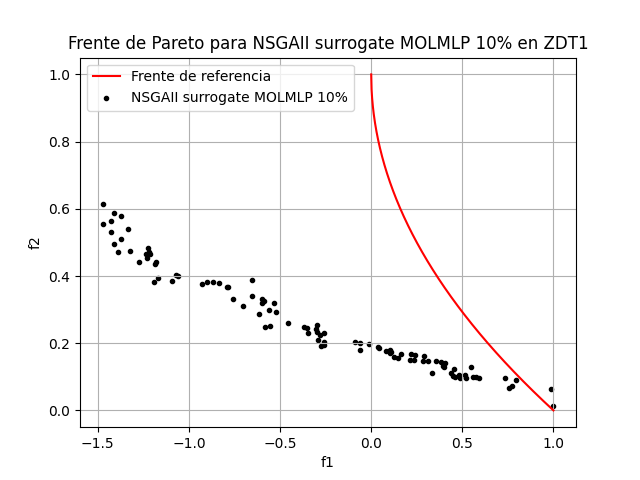 Frente de Pareto para NSGAII surrogate MOLMLP 10% en ZDT1
Frente de referencia
NSGAII surrogate MOLMLP 10%
1.0
0.8
0.6
0.4
0.2
0.0
f2
−1.5 −1.0 −0.5 0.0 0.5 1.0
f1